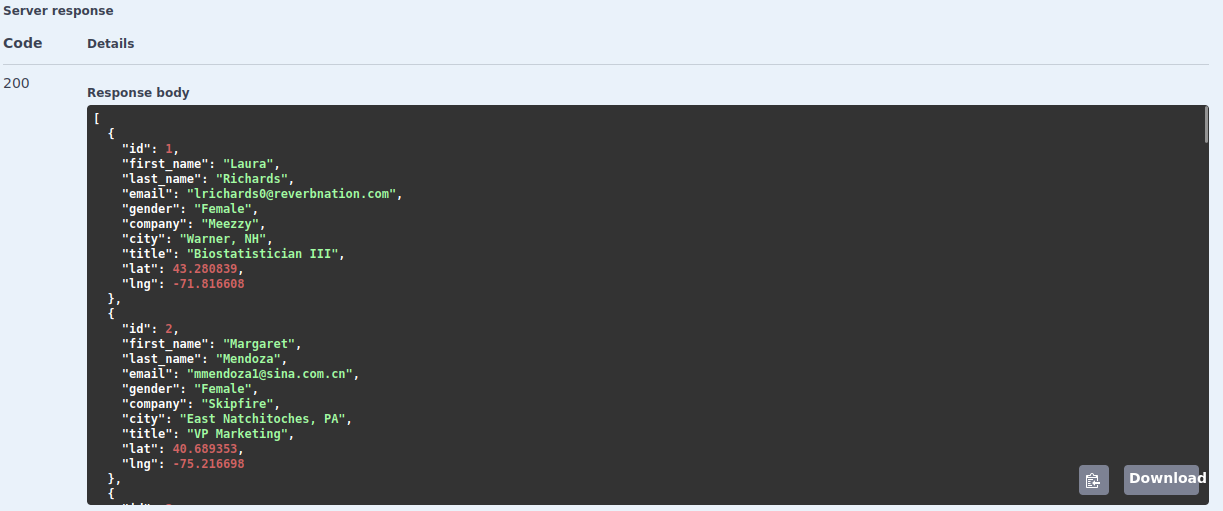 Server response
Code Details
200
Response body
[
  {
    "id": 1,
    "first_name": "Laura",
    "last_name": "Richards",
    "email": "lrichards0@reverbnation.com",
    "gender": "Female",
    "company": "Meezzy",
    "city": "Warner, NH",
    "title": "Biostatistician III",
    "lat": 43.280839,
    "lng": -71.816608
  },
  {
    "id": 2,
    "first_name": "Margaret",
    "last_name": "Mendoza",
    "email": "mmendoza1@sina.com.cn",
    "gender": "Female",
    "company": "Skipfire",
    "city": "East Natchitoches, PA",
    "title": "VP Marketing",
    "lat": 40.689353,
    "lng": -75.216698
  },
  {
Download